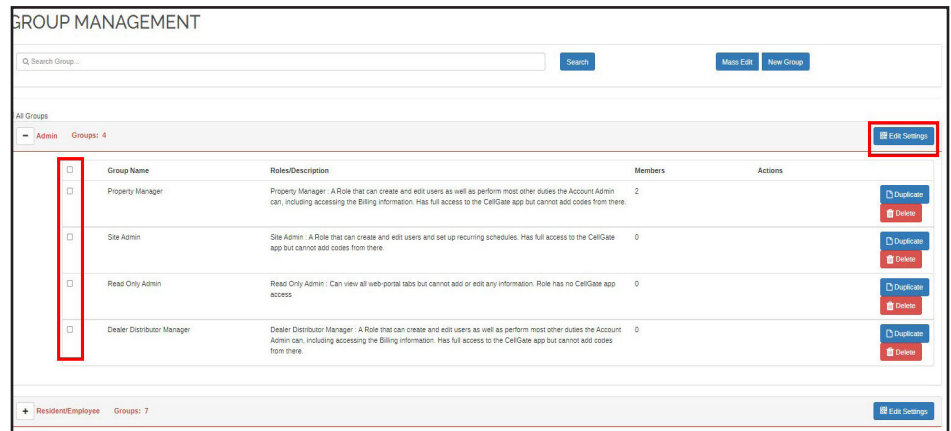 GROUP MANAGEMENT
Search Group...
Search
Mass Edit
New Group
All Groups
Admin Groups: 4
Edit Settings
Group Name Roles/Description Members Actions
Property Manager
Property Manager : A Role that can create and edit users as well as perform most other duties the Account Admin
can, including accessing the Billing information. Has full access to the CellGate app but cannot add codes from there.
2
Duplicate
Delete
Site Admin
Site Admin : A Role that can create and edit users and set up recurring schedules. Has full access to the CellGate
app but cannot add codes from there.
0
Duplicate
Delete
Read Only Admin
Read Only Admin : Can view all web-portal tabs but cannot add or edit any information. Role has no CellGate app
access
0
Duplicate
Delete
Dealer Distributor Manager
Dealer Distributor Manager : A Role that can create and edit users as well as perform most other duties the Account
Admin can, including accessing the Billing information. Has full access to the CellGate app but cannot add codes
from there.
0
Duplicate
Delete
Resident/Employee Groups: 7
Edit Settings